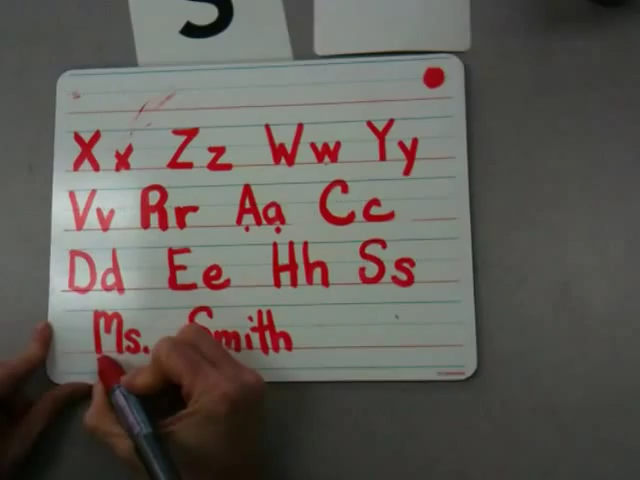 S
Xx Zz Ww Yy
Vv Rr Aa Cc
Dd Ee Hh Ss
Ms. Smith